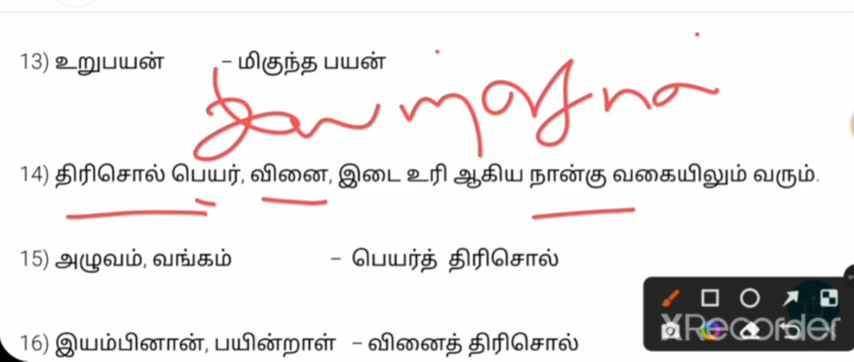 13) உறுபயன் – மிகுந்த பயன்
14) திரிசொல் பெயர், வினை, இடை உரி ஆகிய நான்கு வகையிலும் வரும்.
15) அழுவம், வங்கம் – பெயர்த் திரிசொல்
16) இயம்பினான், பயின்றாள் – வினைத் திரிசொல்
XRecorder